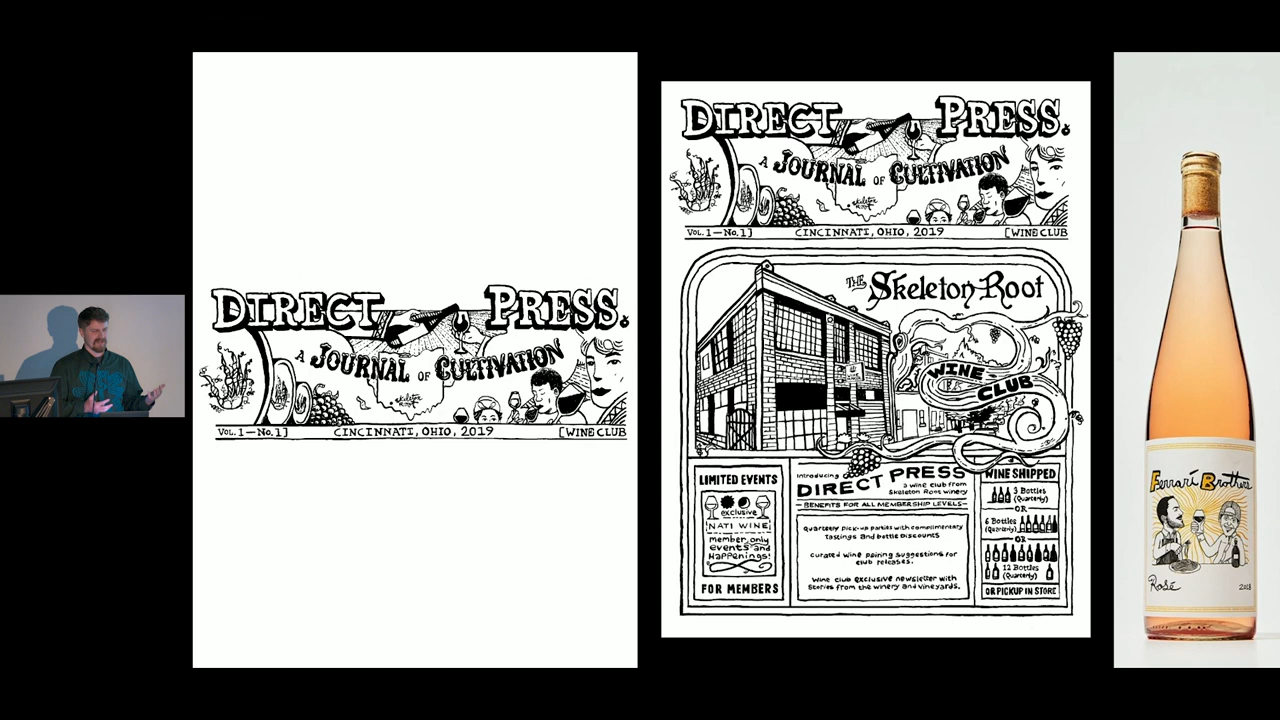 DIRECT PRESS.
A JOURNAL OF CULTIVATION
skeleton root
VOL. 1 — No. 1]
CINCINNATI, OHIO, 2019
[WINE CLUB
DIRECT PRESS.
A JOURNAL OF CULTIVATION
skeleton root
VOL. 1 — No. 1]
CINCINNATI, OHIO, 2019
[WINE CLUB
THE Skeleton Root
WINE
CLUB
LIMITED EVENTS
exclusive
NATI WINE
Member only
events and
HAPPENINGS!
FOR MEMBERS
introducing
DIRECT PRESS
a wine club from
Skeleton Root winery
—BENEFITS FOR ALL MEMBERSHIP LEVELS—
Quarterly pick-up parties with complimentary
tastings and bottle discounts
curated wine pairing suggestions for
club releases.
Wine club exclusive newsletter with
Stories from the winery and vineyards.
WINE SHIPPED
3 Bottles
(Quarterly)
OR
6 Bottles
(Quarterly)
OR
12 Bottles
(Quarterly)
OR PICKUP IN STORE
Ferrari Brothers
Rosé
2018